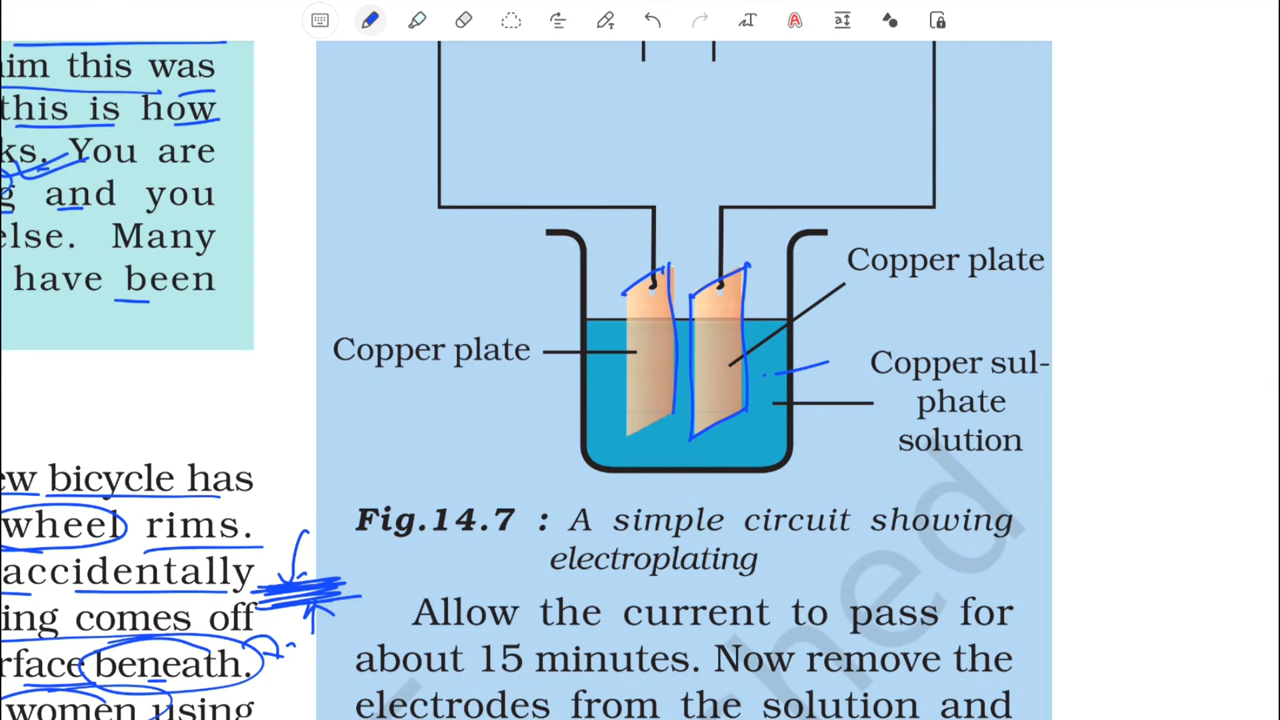 him this was
this is how
ks. You are
g and you
else. Many
have been
ew bicycle has
wheel rims.
accidentally
ing comes off
rface beneath.
women using
Copper plate
Copper plate
Copper sul-
phate
solution
Fig.14.7 : A simple circuit showing
electroplating
Allow the current to pass for
about 15 minutes. Now remove the
electrodes from the solution and